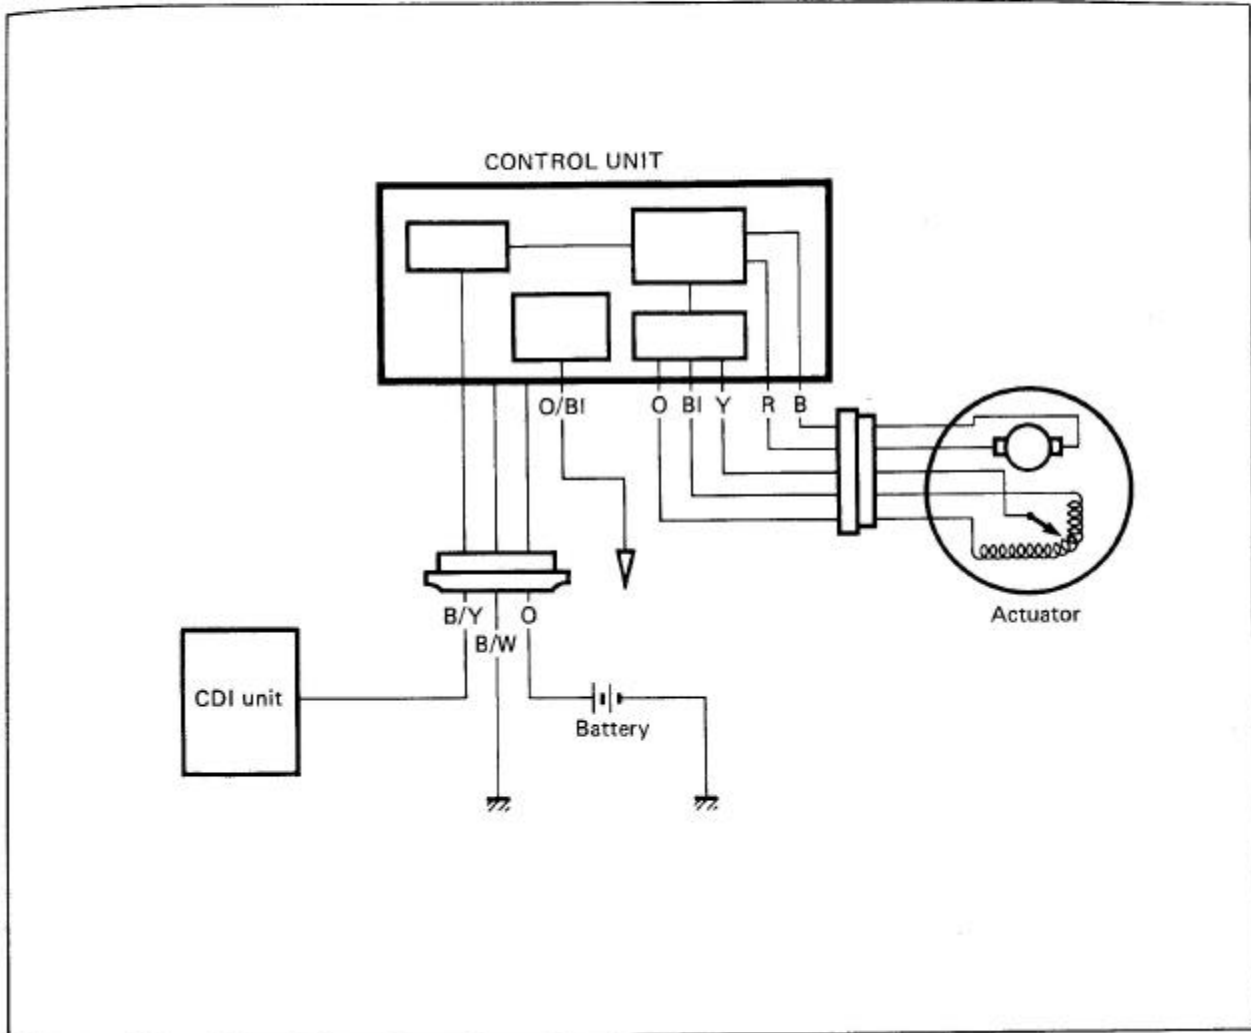 CONTROL UNIT
O/Bl
O Bl Y R B
Actuator
B/Y O
B/W
CDI unit
Battery